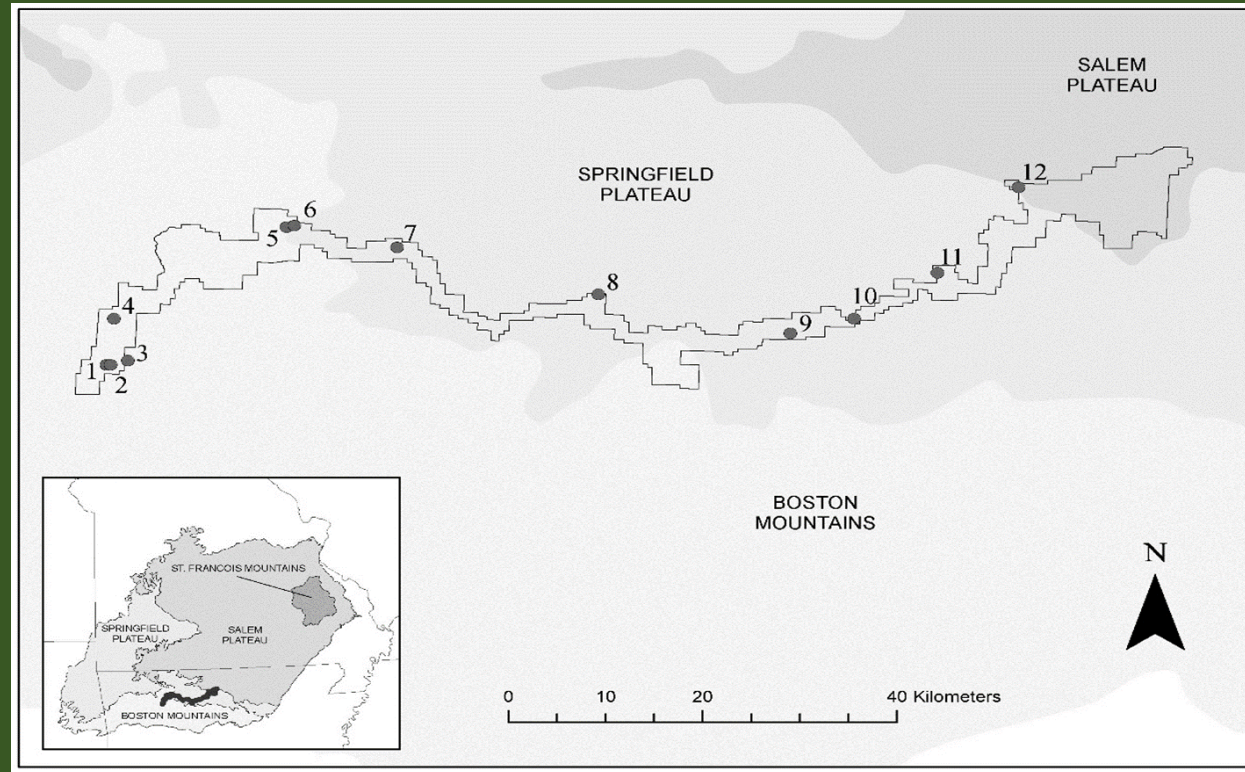 SALEM
PLATEAU
SPRINGFIELD
PLATEAU
12
6
5
7
11
8
4
10
9
3
1
2
BOSTON
MOUNTAINS
N
ST. FRANCOIS MOUNTAINS
SPRINGFIELD
PLATEAU
SALEM
PLATEAU
BOSTON MOUNTAINS
0 10 20 40 Kilometers